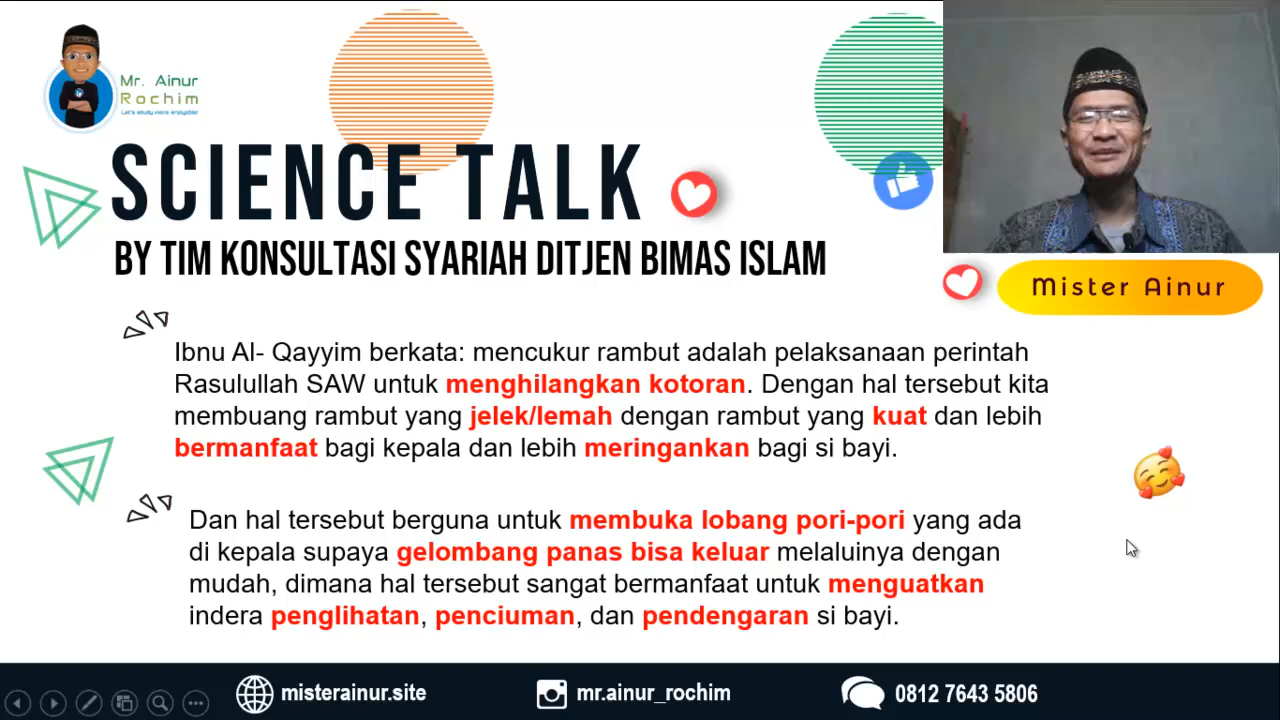 Mr. Ainur
Rochim
Let's study more enjoyable!
SCIENCE TALK
BY TIM KONSULTASI SYARIAH DITJEN BIMAS ISLAM
Mister Ainur
Ibnu Al- Qayyim berkata: mencukur rambut adalah pelaksanaan perintah
Rasulullah SAW untuk menghilangkan kotoran. Dengan hal tersebut kita
membuang rambut yang jelek/lemah dengan rambut yang kuat dan lebih
bermanfaat bagi kepala dan lebih meringankan bagi si bayi.
Dan hal tersebut berguna untuk membuka lobang pori-pori yang ada
di kepala supaya gelombang panas bisa keluar melaluinya dengan
mudah, dimana hal tersebut sangat bermanfaat untuk menguatkan
indera penglihatan, penciuman, dan pendengaran si bayi.
misterainur.site
mr.ainur_rochim
0812 7643 5806